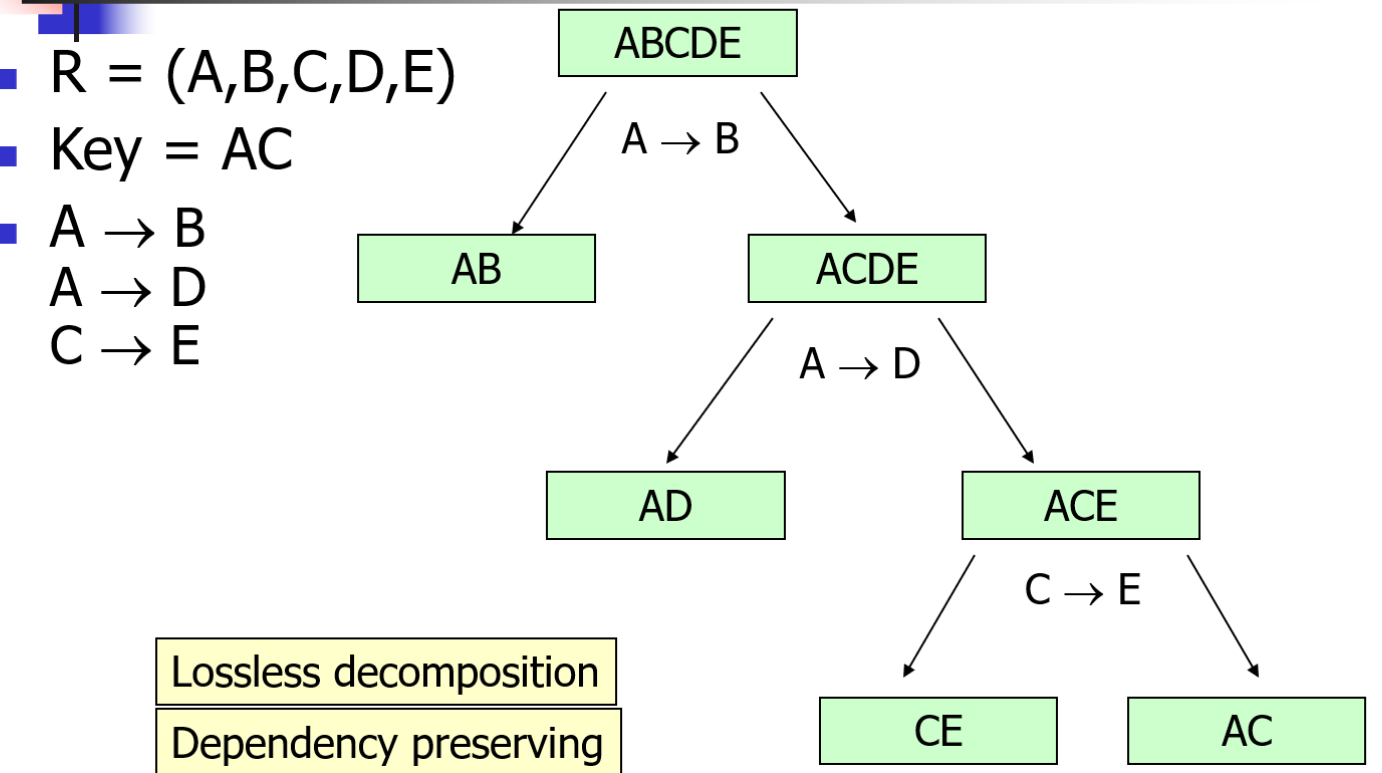 R = (A,B,C,D,E)
Key = AC
A → B
A → D
C → E
ABCDE
A → B
AB
ACDE
A → D
AD
ACE
C → E
CE
AC
Lossless decomposition
Dependency preserving